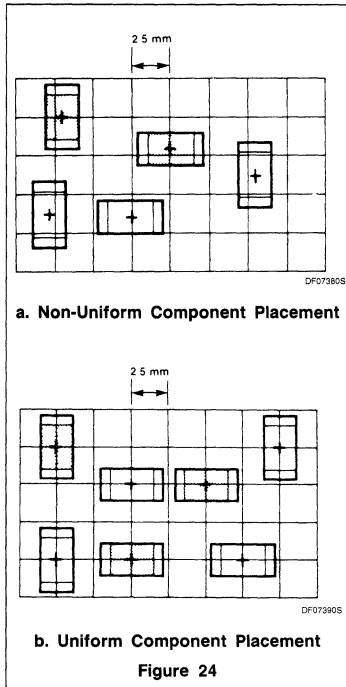 2 5 mm
DF07380S
a. Non-Uniform Component Placement
2 5 mm
DF07390S
b. Uniform Component Placement
Figure 24